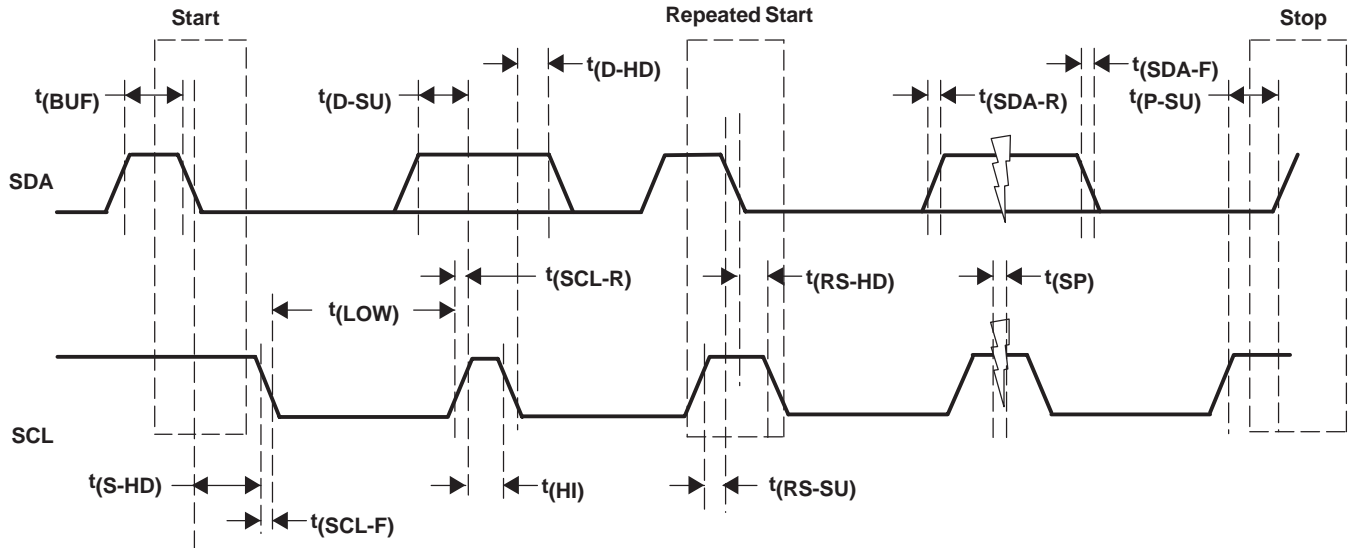 Start
Repeated Start
Stop
t(D-HD)
t(SDA-F)
t(BUF)
t(D-SU)
t(SDA-R)
t(P-SU)
SDA
t(SCL-R)
t(RS-HD)
t(SP)
t(LOW)
SCL
t(S-HD)
t(HI)
t(RS-SU)
t(SCL-F)